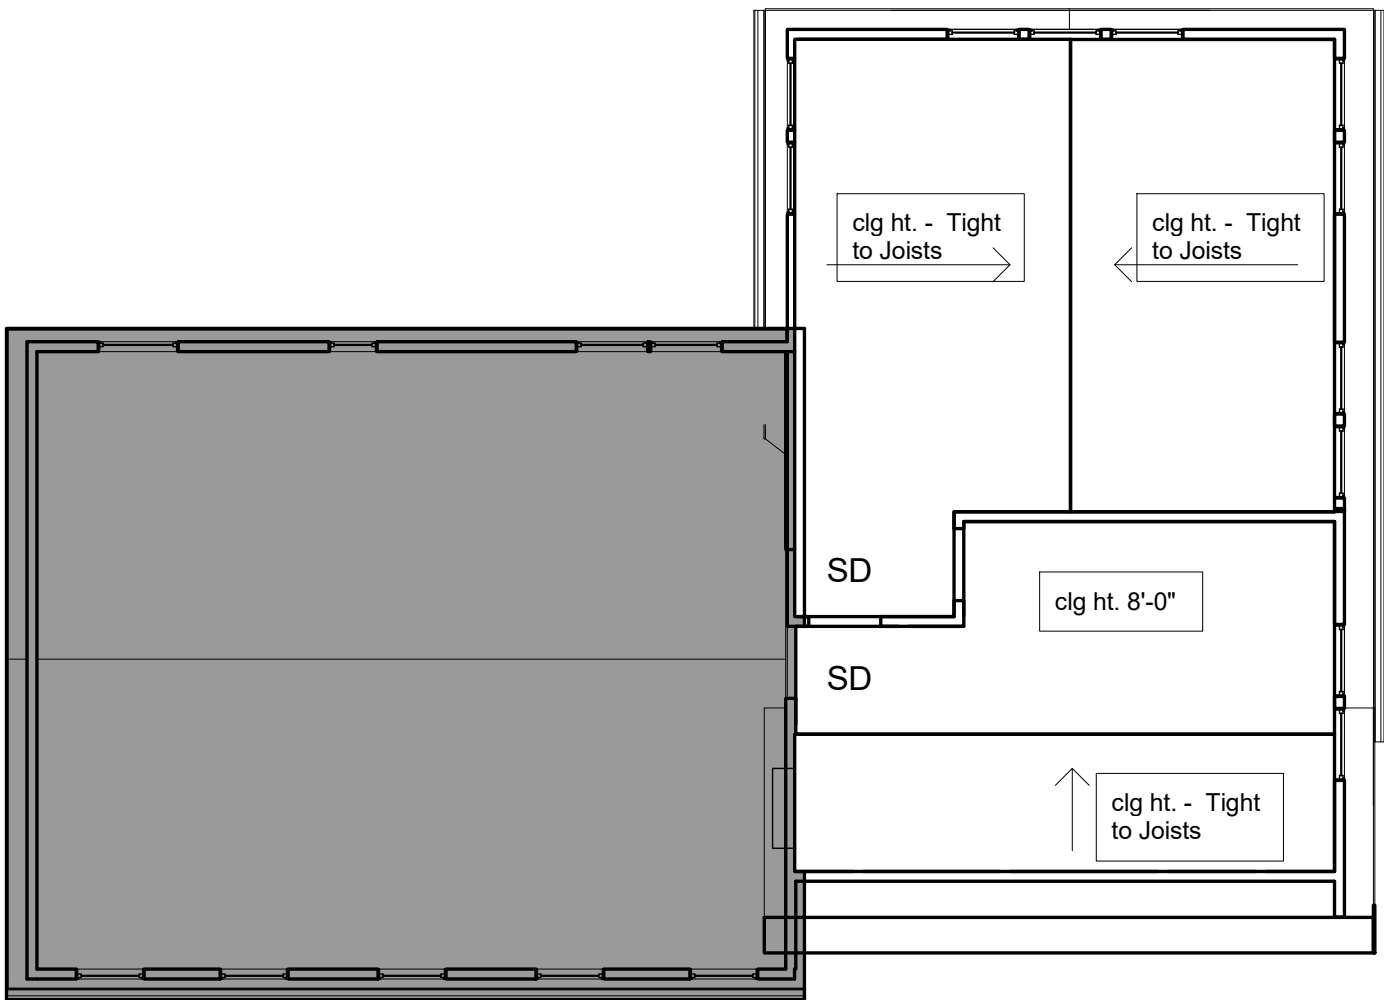 clg ht. -  Tight
to Joists
clg ht. -  Tight
to Joists
SD
clg ht. 8'-0"
SD
clg ht. -  Tight
to Joists